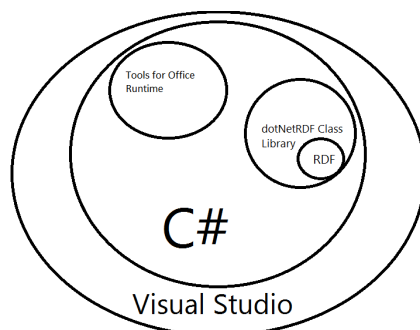 Tools for Office
Runtime
dotNetRDF Class
Library
RDF
C#
Visual Studio